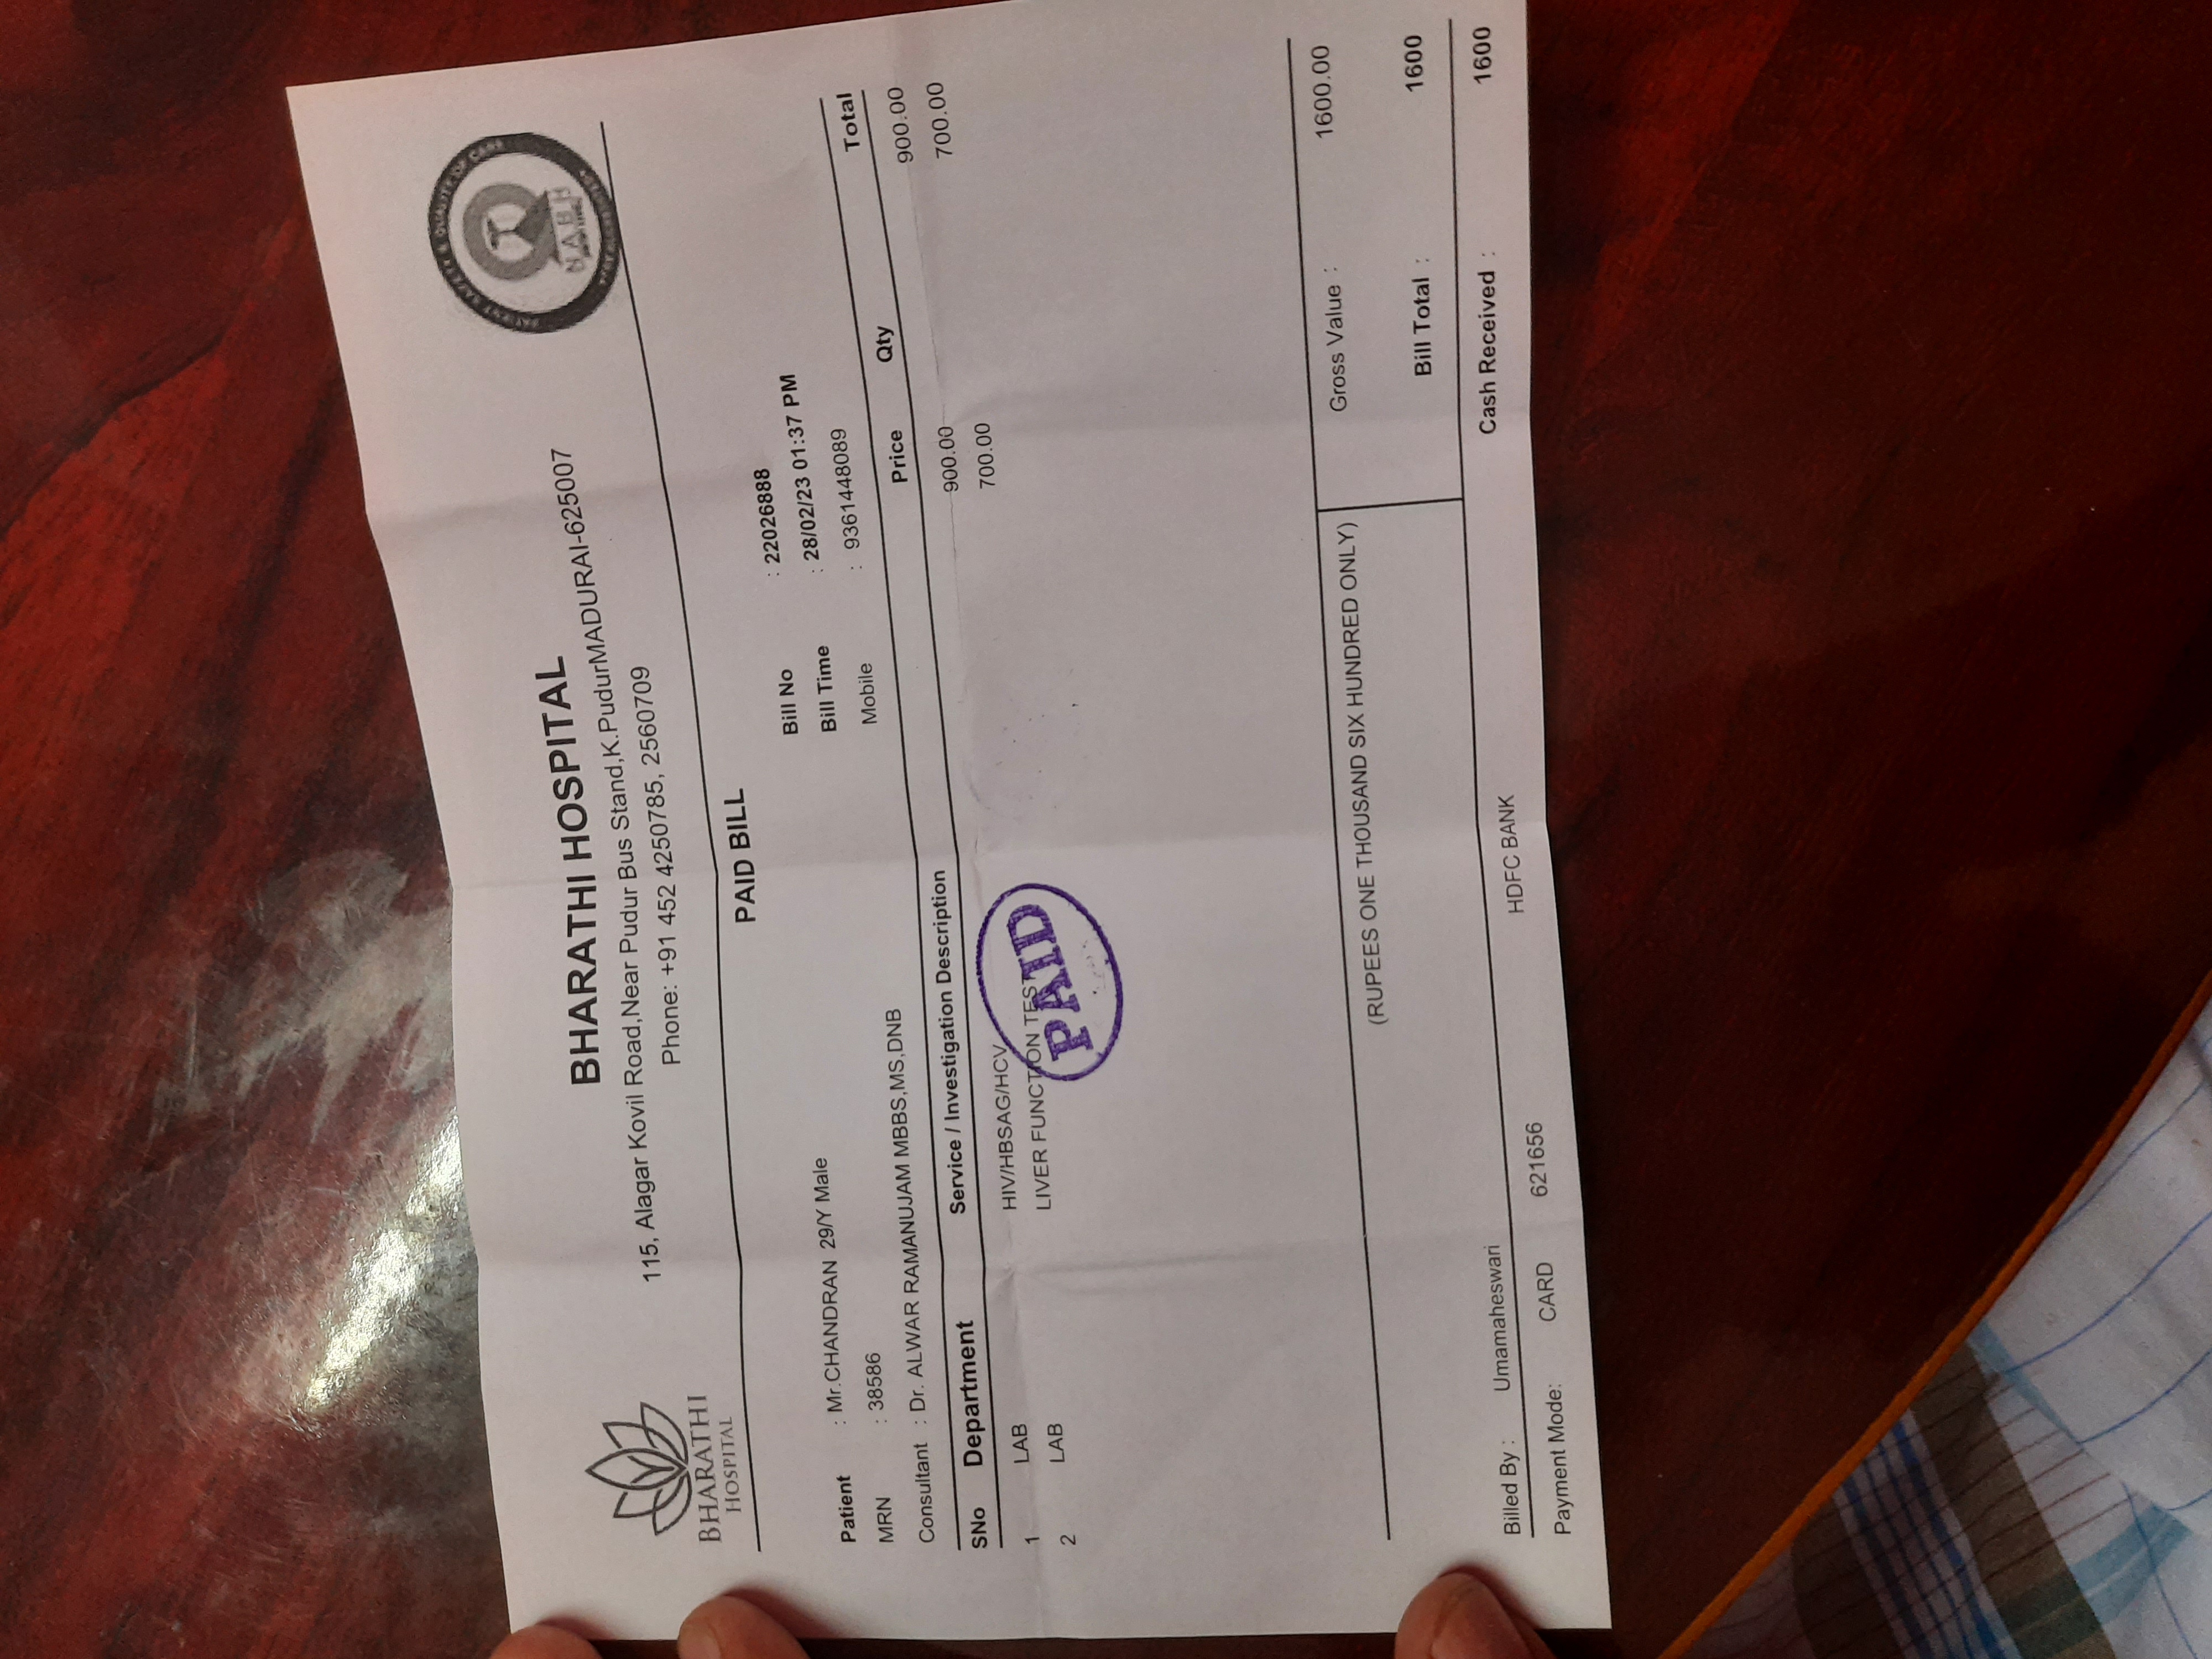 BHARATHI HOSPITAL
115, Alagar Kovil Road,Near Pudur Bus Stand,K.PudurMADURAI-625007
Phone: +91 452 4250785, 2560709
BHARATHI
HOSPITAL
PATIENT SAFETY & QUALITY OF CARE
NABH
PAID BILL
Patient : Mr.CHANDRAN 29/Y Male
MRN : 38586
Consultant : Dr. ALWAR RAMANUJAM MBBS,MS,DNB
Bill No : 22026888
Bill Time : 28/02/23 01:37 PM
Mobile : 9361448089
SNo Department Service / Investigation Description Price Qty Total
1 LAB HIV/HBSAG/HCV 900.00 900.00
2 LAB LIVER FUNCTION TEST 700.00 700.00
PAID
(RUPEES ONE THOUSAND SIX HUNDRED ONLY)
Gross Value : 1600.00
Bill Total : 1600
Billed By : Umamaheswari
Cash Received : 1600
Payment Mode: CARD 621656 HDFC BANK